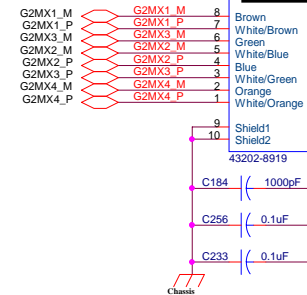 G2MX1_M G2MX1_M 8 Brown
G2MX1_P G2MX1_P 7 White/Brown
G2MX3_M G2MX3_M 6 Green
G2MX2_M G2MX2_M 5 White/Blue
G2MX2_P G2MX2_P 4 Blue
G2MX3_P G2MX3_P 3 White/Green
G2MX4_M G2MX4_M 2 Orange
G2MX4_P G2MX4_P 1 White/Orange
9 Shield1
10 Shield2
43202-8919
C184 1000pF
C256 0.1uF
C233 0.1uF
Chassis